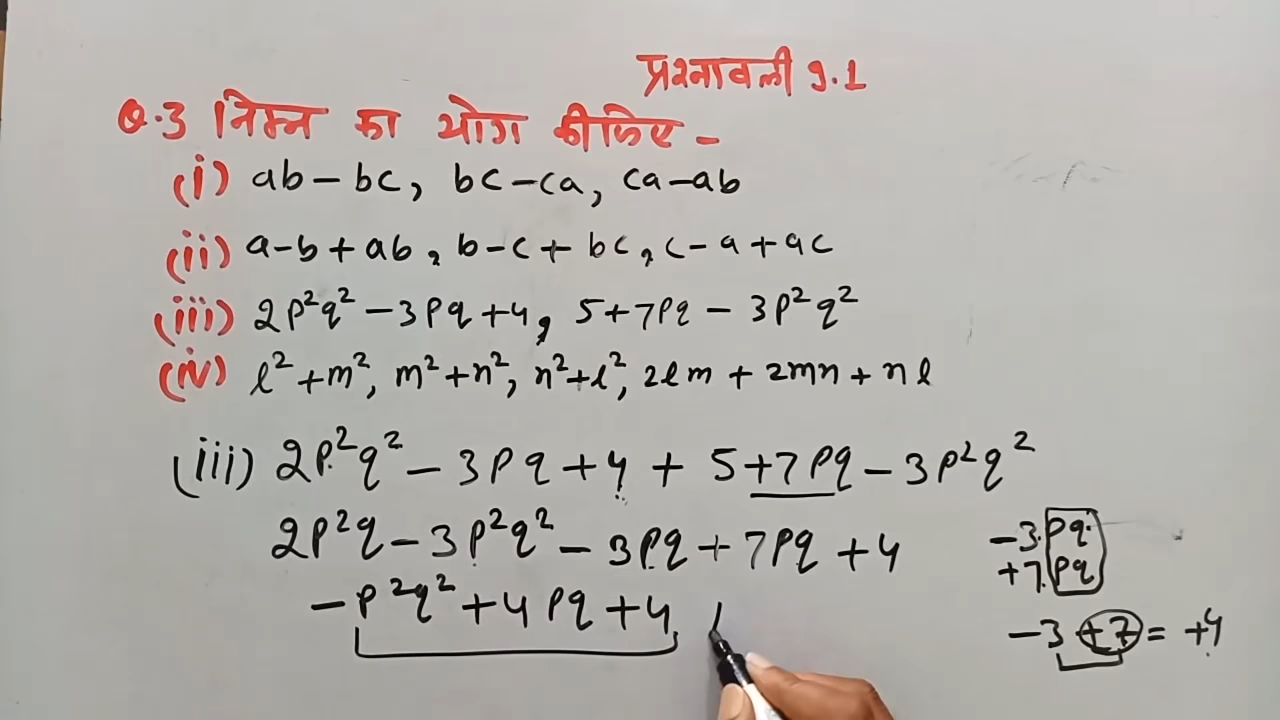 प्रश्नावली 9.1
Q.3 निम्न का योग कीजिए -
(i) ab - bc, bc - ca, ca - ab
(ii) a - b + ab, b - c + bc, c - a + ac
(iii) 2p²q² - 3pq + 4, 5 + 7pq - 3p²q²
(iv) l² + m², m² + n², n² + l², 2lm + 2mn + nl
(iii) 2p²q² - 3pq + 4 + 5 + 7pq - 3p²q²
2p²q - 3p²q² - 3pq + 7pq + 4
- p²q² + 4pq + 4
-3pq
+7pq
-3 +7 = +4